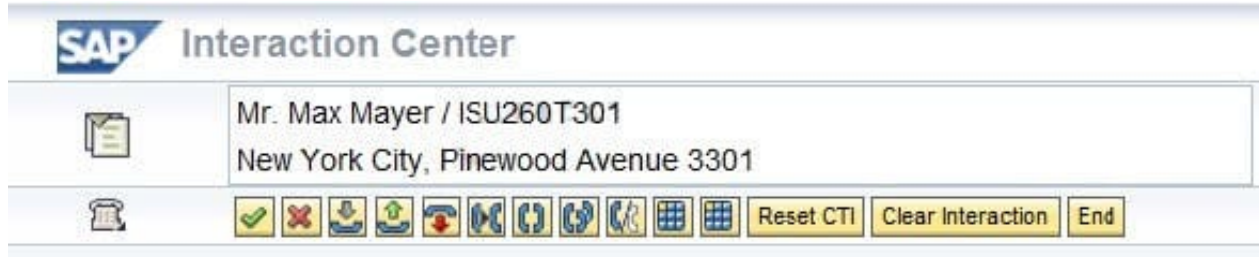 SAP Interaction Center
Mr. Max Mayer / ISU260T301
New York City, Pinewood Avenue 3301
Reset CTI Clear Interaction End